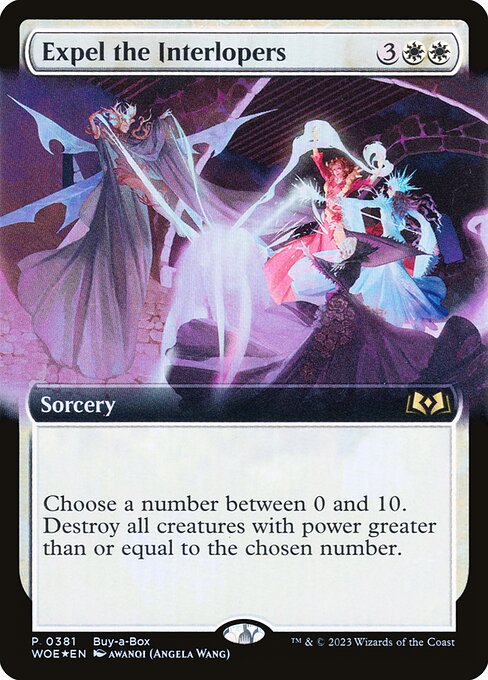 Expel the Interlopers 3
Sorcery
Choose a number between 0 and 10.
Destroy all creatures with power greater
than or equal to the chosen number.
P 0381 Buy-a-Box
WOE★EN AWANOI (Angela Wang)
™ & © 2023 Wizards of the Coast